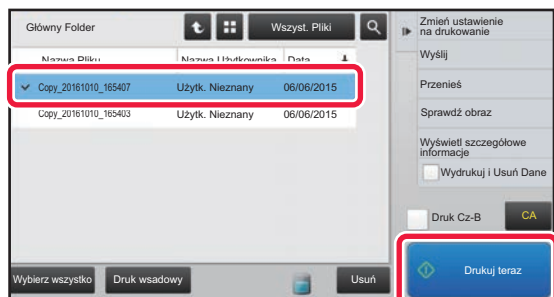 Główny Folder
Wszyst. Pliki
Nazwa Pliku Nazwa Użytkownika Data
Copy_20161010_165407 Użytk. Nieznany 06/06/2015
Copy_20161010_165403 Użytk. Nieznany 06/06/2015
Wybierz wszystko
Druk wsadowy
Usuń
Zmień ustawienie
na drukowanie
Wyślij
Przenieś
Sprawdź obraz
Wyświetl szczegółowe
informacje
Wydrukuj i Usuń Dane
Druk Cz-B
CA
Drukuj teraz